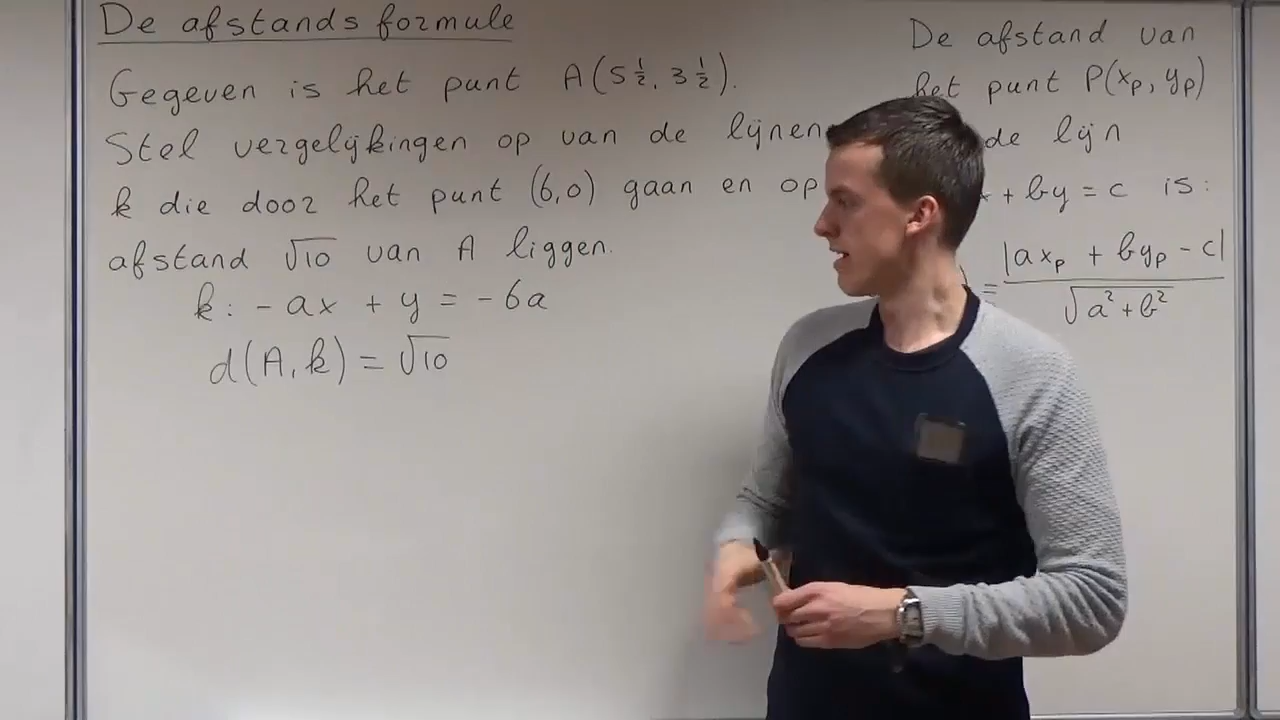 De afstandsformule
Gegeven is het punt A(5½, 3½).
Stel vergelijkingen op van de lijnen
k die door het punt (6,0) gaan en op
afstand √10 van A liggen.
k: -ax + y = -6a
d(A, k) = √10
De afstand van
het punt P(xₚ, yₚ)
de lijn
+ by = c is:
= |axₚ + byₚ - c| / √(a² + b²)